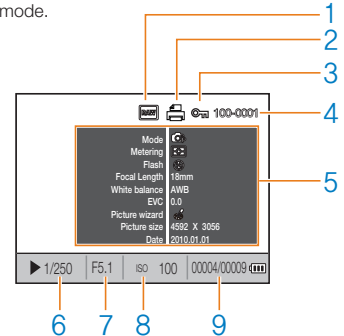 mode.
1
2
3
RAW 100-0001
4
Mode
Metering
Flash
Focal Length 18mm
White balance AWB
EVC 0.0
Picture wizard
Picture size 4592 X 3056
Date 2010.01.01
5
1/250 F5.1 ISO 100 00004/00009
6 7 8 9